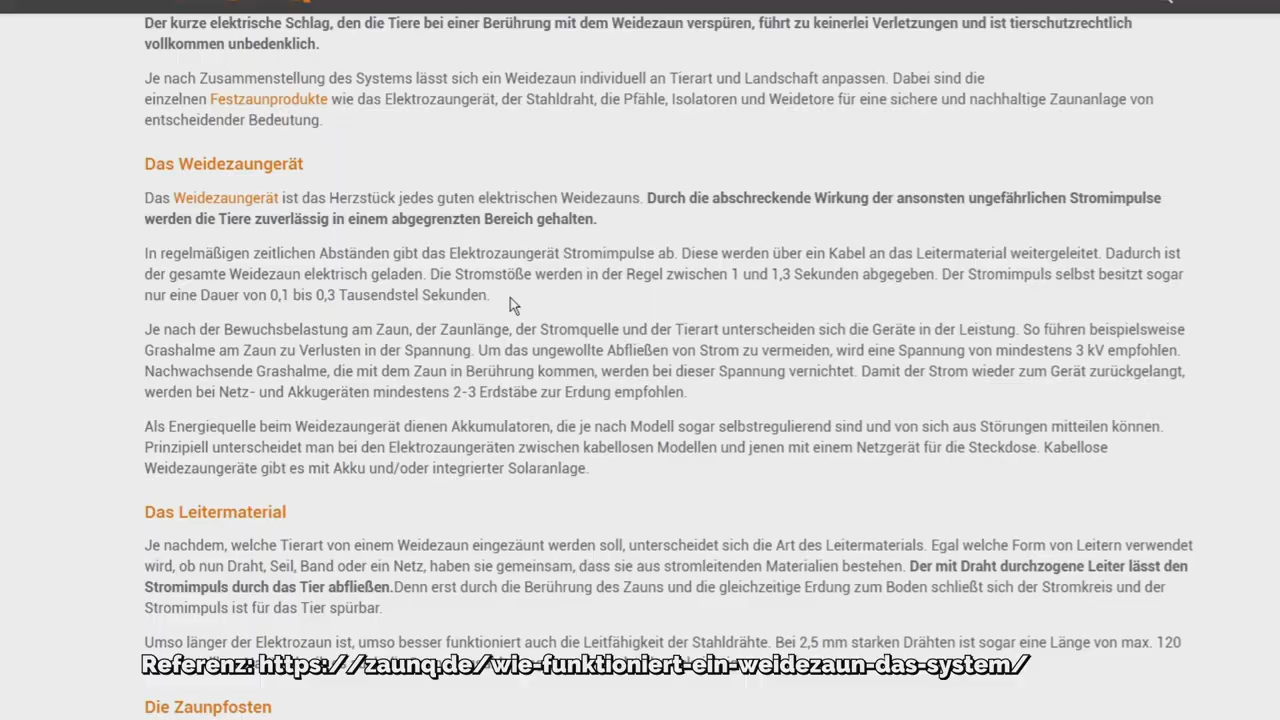 Der kurze elektrische Schlag, den die Tiere bei einer Berührung mit dem Weidezaun verspüren, führt zu keinerlei Verletzungen und ist tierschutzrechtlich
vollkommen unbedenklich.
Je nach Zusammenstellung des Systems lässt sich ein Weidezaun individuell an Tierart und Landschaft anpassen. Dabei sind die
einzelnen Festzaunprodukte wie das Elektrozaungerät, der Stahldraht, die Pfähle, Isolatoren und Weidetore für eine sichere und nachhaltige Zaunanlage von
entscheidender Bedeutung.
Das Weidezaungerät
Das Weidezaungerät ist das Herzstück jedes guten elektrischen Weidezauns. Durch die abschreckende Wirkung der ansonsten ungefährlichen Stromimpulse
werden die Tiere zuverlässig in einem abgegrenzten Bereich gehalten.
In regelmäßigen zeitlichen Abständen gibt das Elektrozaungerät Stromimpulse ab. Diese werden über ein Kabel an das Leitermaterial weitergeleitet. Dadurch ist
der gesamte Weidezaun elektrisch geladen. Die Stromstöße werden in der Regel zwischen 1 und 1,3 Sekunden abgegeben. Der Stromimpuls selbst besitzt sogar
nur eine Dauer von 0,1 bis 0,3 Tausendstel Sekunden.
Je nach der Bewuchsbelastung am Zaun, der Zaunlänge, der Stromquelle und der Tierart unterscheiden sich die Geräte in der Leistung. So führen beispielsweise
Grashalme am Zaun zu Verlusten in der Spannung. Um das ungewollte Abfließen von Strom zu vermeiden, wird eine Spannung von mindestens 3 kV empfohlen.
Nachwachsende Grashalme, die mit dem Zaun in Berührung kommen, werden bei dieser Spannung vernichtet. Damit der Strom wieder zum Gerät zurückgelangt,
werden bei Netz- und Akkugeräten mindestens 2-3 Erdstäbe zur Erdung empfohlen.
Als Energiequelle beim Weidezaungerät dienen Akkumulatoren, die je nach Modell sogar selbstregulierend sind und von sich aus Störungen mitteilen können.
Prinzipiell unterscheidet man bei den Elektrozaungeräten zwischen kabellosen Modellen und jenen mit einem Netzgerät für die Steckdose. Kabellose
Weidezaungeräte gibt es mit Akku und/oder integrierter Solaranlage.
Das Leitermaterial
Je nachdem, welche Tierart von einem Weidezaun eingezäunt werden soll, unterscheidet sich die Art des Leitermaterials. Egal welche Form von Leitern verwendet
wird, ob nun Draht, Seil, Band oder ein Netz, haben sie gemeinsam, dass sie aus stromleitenden Materialien bestehen. Der mit Draht durchzogene Leiter lässt den
Stromimpuls durch das Tier abfließen.Denn erst durch die Berührung des Zauns und die gleichzeitige Erdung zum Boden schließt sich der Stromkreis und der
Stromimpuls ist für das Tier spürbar.
Umso länger der Elektrozaun ist, umso besser funktioniert auch die Leitfähigkeit der Stahldrähte. Bei 2,5 mm starken Drähten ist sogar eine Länge von max. 120
Referenz: https://zaunq.de/wie-funktioniert-ein-weidezaun-das-system/
Die Zaunpfosten